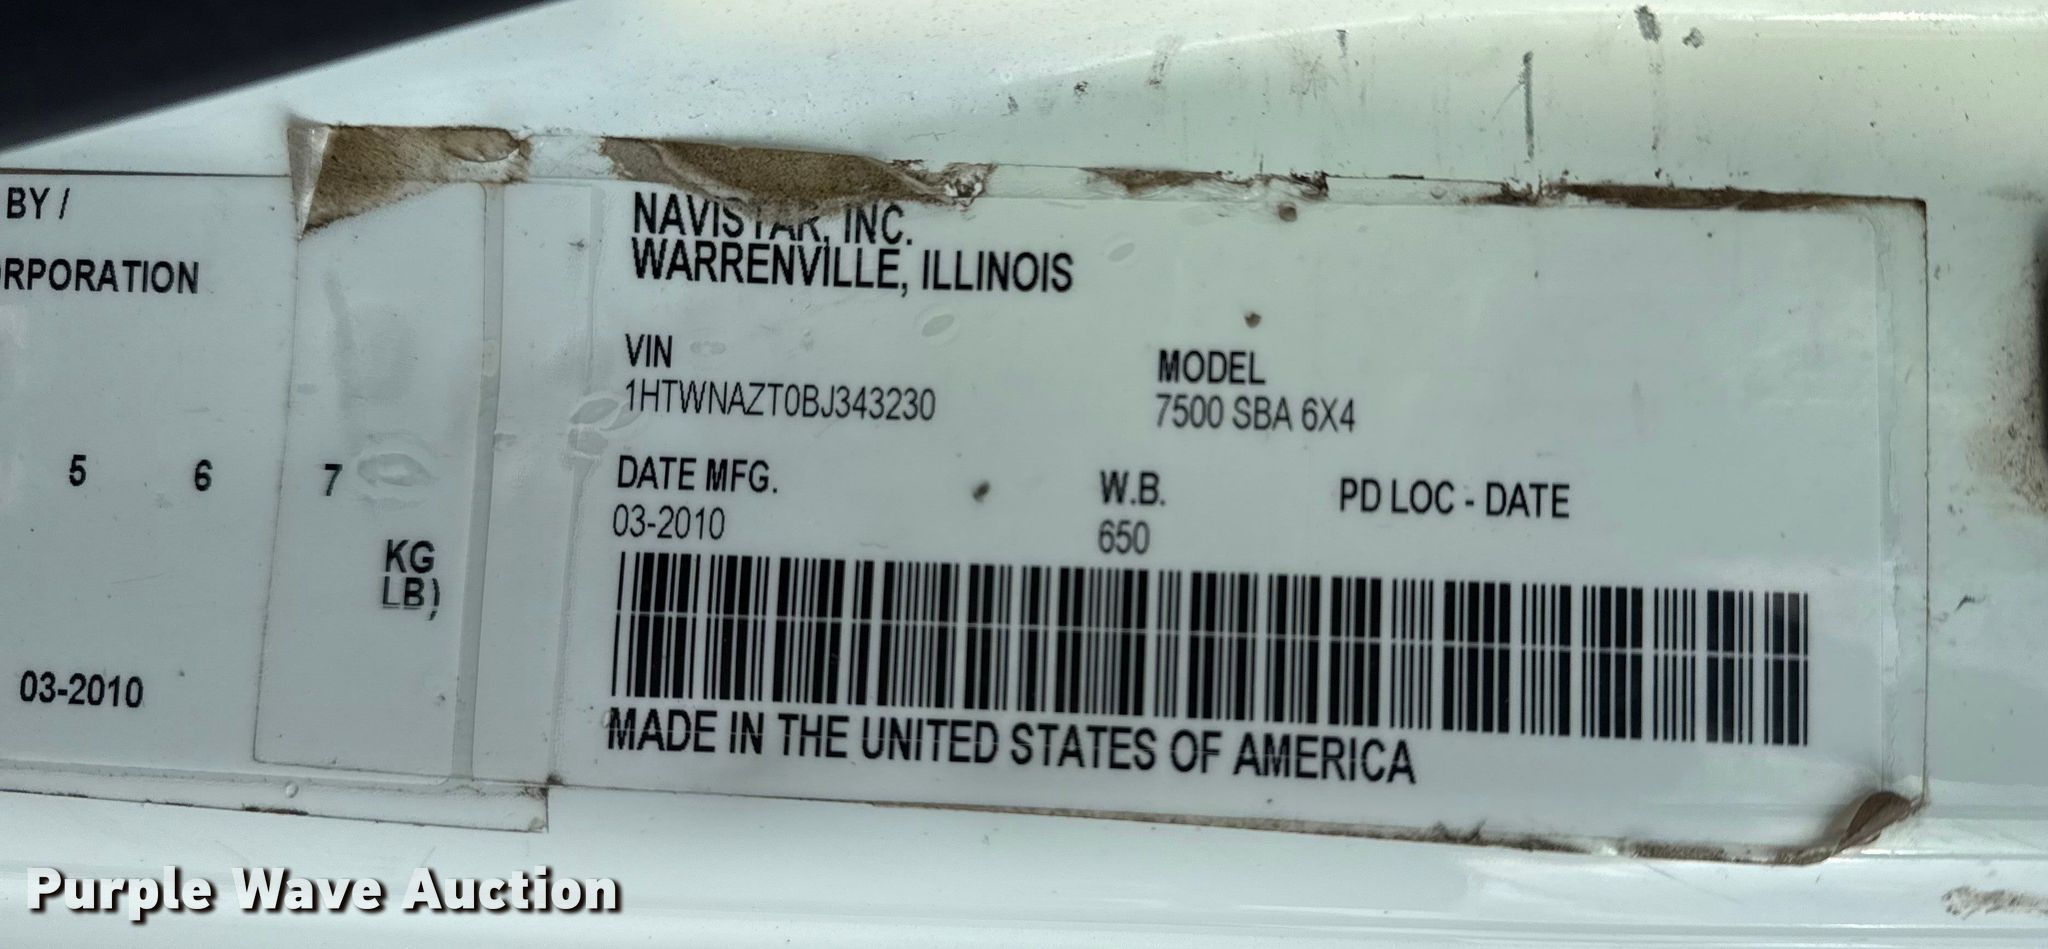 BY /
RPORATION
5 6 7
KG
LB)
03-2010
NAVISTAR, INC.
WARRENVILLE, ILLINOIS
VIN
1HTWNAZT0BJ343230
MODEL
7500 SBA 6X4
DATE MFG.
03-2010
W.B.
650
PD LOC - DATE
MADE IN THE UNITED STATES OF AMERICA
Purple Wave Auction